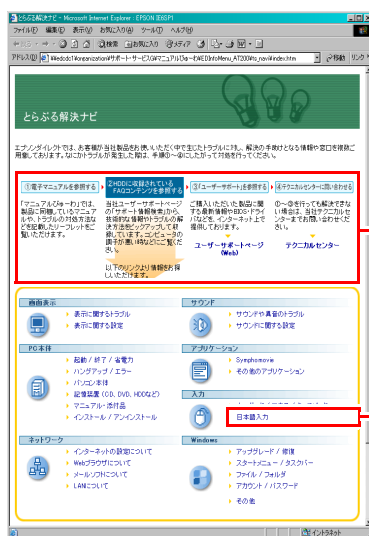 とらぶる解決ナビ - Microsoft Internet Explorer : EPSON IE6SP1
ファイル(F) 編集(E) 表示(V) お気に入り(A) ツール(T) ヘルプ(H)
検索 お気に入り メディア
アドレス(D)
移動 リンク
とらぶる解決ナビ
エプソンダイレクトでは、お客様が当社製品をお使いいただく中で生じたトラブルに対し、解決の手助けとなる情報や窓口を複数ご
用意しております。なにかトラブルが発生した際は、手順①～④にしたがって対処を行ってください。
①電子マニュアルを参照する
「マニュアルびゅーわ」では、
製品に同梱しているマニュア
ルや、トラブルの対処方法な
どを記載したリーフレットをご
覧いただけます。
②HDDに収録されている
FAQコンテンツを参照する
当社ユーザーサポートページ
の「サポート情報検索」から、
技術的な情報やトラブルの解
決方法をピックアップして収
録しています。コンピュータの
調子が悪い時などにご覧くだ
さい。
以下のリンクより情報をお探
しいただけます。
③「ユーザーサポート」を参照する
ご購入いただいた製品に関
する最新情報やBIOS・ドライ
バなどを、インターネット上で
提供しております。
ユーザーサポートページ
(Web)
④テクニカルセンターに問い合わせる
①～③を行っても解決できな
い場合は、当社テクニカルセ
ンターまでお問い合わせくだ
さい。
テクニカルセンター
画面表示
表示に関するトラブル
表示に関する設定
サウンド
サウンドや異音のトラブル
サウンドに関する設定
PC本体
起動 / 終了 / 省電力
ハングアップ / エラー
パソコン本体
記憶装置 (CD, DVD, HDDなど)
マニュアル・添付品
インストール / アンインストール
アプリケーション
Symphomovie
その他のアプリケーション
入力
日本語入力
ネットワーク
インターネットの設定について
Webブラウザについて
メールソフトについて
LANについて
Windows
アップグレード / 修復
スタートメニュー / タスクバー
ファイル / フォルダ
アカウント / パスワード
その他
イントラネット